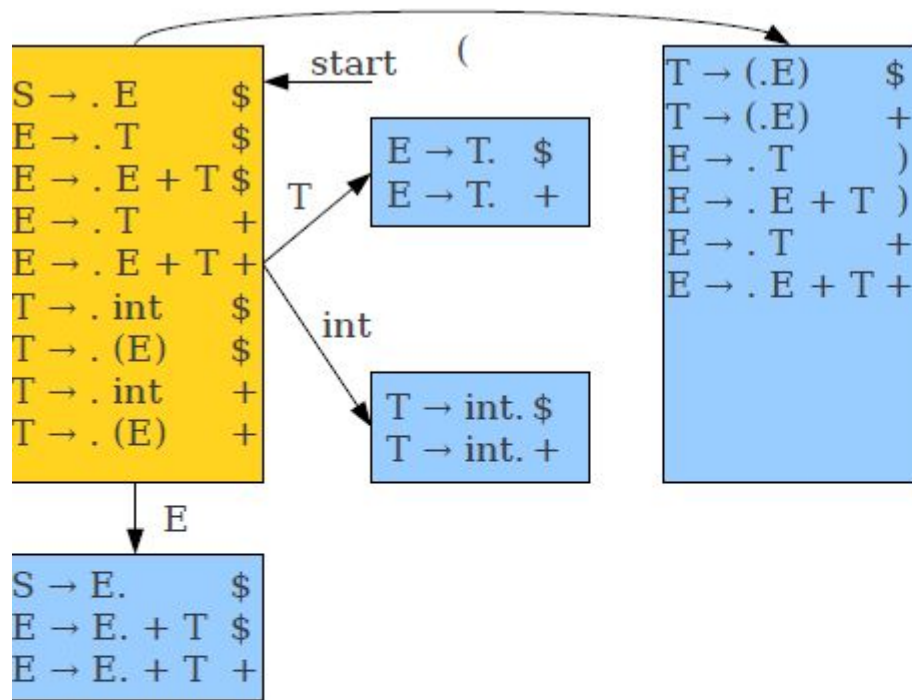 (
start
S → . E $
E → . T $
E → . E + T $
E → . T +
E → . E + T +
T → . int $
T → . (E) $
T → . int +
T → . (E) +
T
E → T. $
E → T. +
int
T → int. $
T → int. +
T → (.E) $
T → (.E) +
E → . T )
E → . E + T )
E → . T +
E → . E + T +
E
S → E. $
E → E. + T $
E → E. + T +